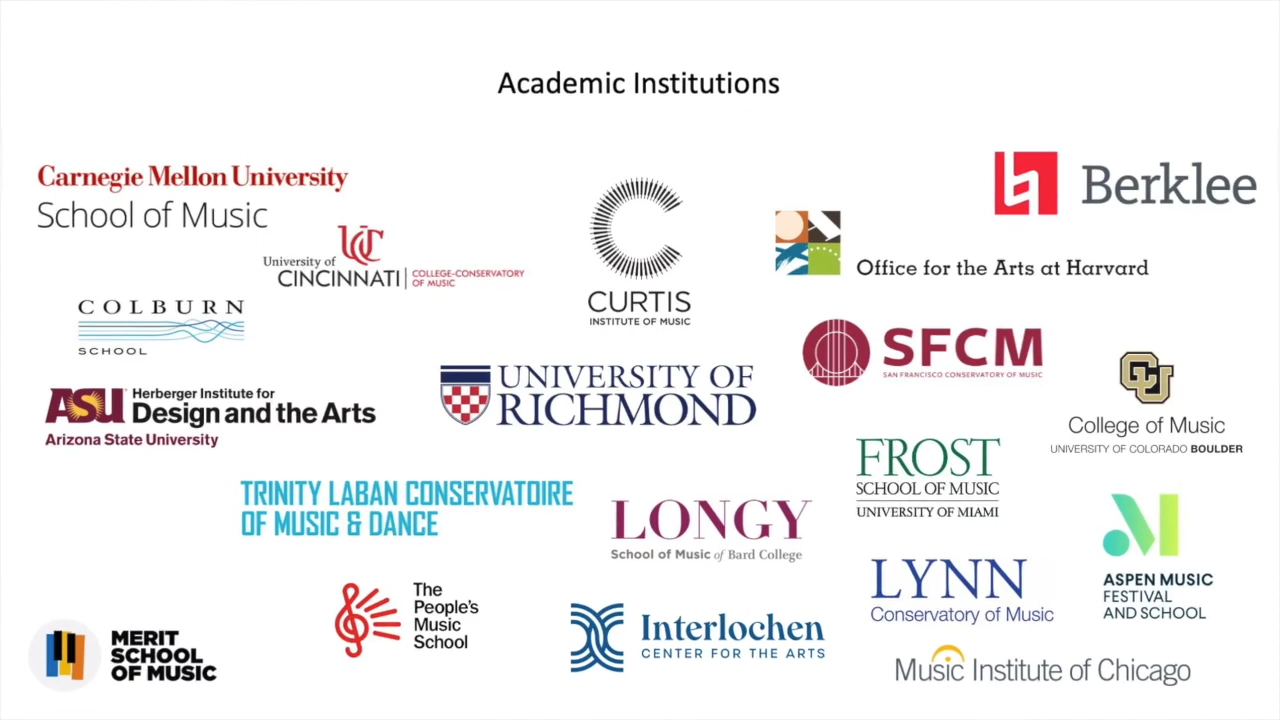 Academic Institutions
Carnegie Mellon University
School of Music
UC
University of
CINCINNATI
COLLEGE-CONSERVATORY
OF MUSIC
CURTIS
INSTITUTE OF MUSIC
Office for the Arts at Harvard
Berklee
COLBURN
SCHOOL
SFCM
SAN FRANCISCO CONSERVATORY OF MUSIC
ASU Herberger Institute for
Design and the Arts
Arizona State University
UNIVERSITY OF
RICHMOND
CU
College of Music
UNIVERSITY OF COLORADO BOULDER
FROST
SCHOOL OF MUSIC
UNIVERSITY OF MIAMI
TRINITY LABAN CONSERVATOIRE
OF MUSIC & DANCE
LONGY
School of Music of Bard College
ASPEN MUSIC
FESTIVAL
AND SCHOOL
LYNN
Conservatory of Music
The
People's
Music
School
Interlochen
CENTER FOR THE ARTS
MERIT
SCHOOL
OF MUSIC
Music Institute of Chicago